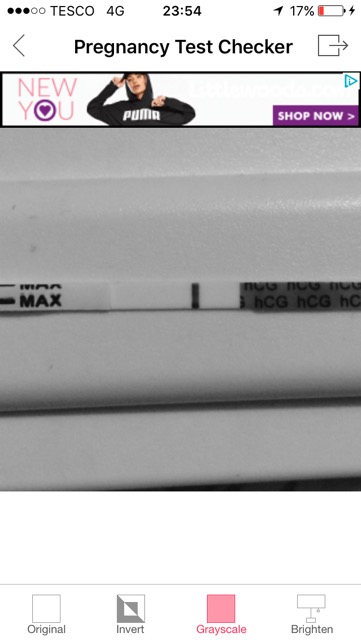 ●●●○○ TESCO 4G 23:54 17%
Pregnancy Test Checker
NEW
YOU
PUMA
SHOP NOW >
MAX hCG hCG hCG
MAX hCG hCG hC
Original Invert Grayscale Brighten